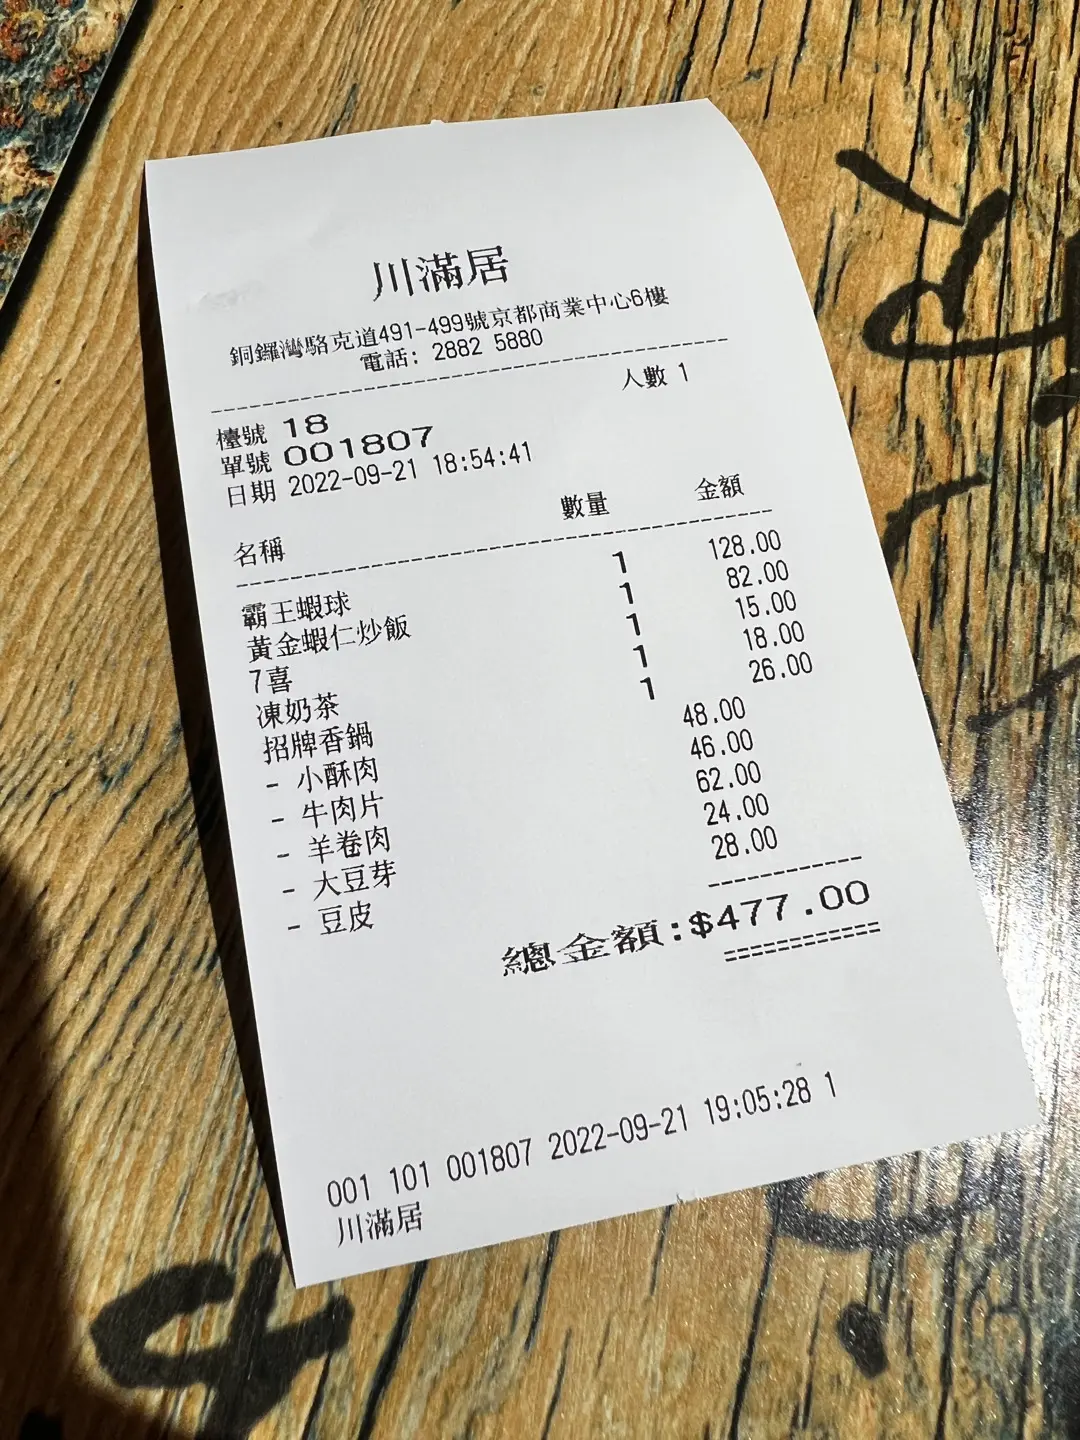 川滿居
銅鑼灣駱克道491-499號京都商業中心6樓
電話: 2882 5880
人數 1
檯號 18
單號 001807
日期 2022-09-21 18:54:41
名稱 數量 金額
霸王蝦球 1 128.00
黃金蝦仁炒飯 1 82.00
7喜 1 15.00
凍奶茶 1 18.00
招牌香鍋 1 26.00
- 小酥肉 48.00
- 牛肉片 46.00
- 羊卷肉 62.00
- 大豆芽 24.00
- 豆皮 28.00
總金額:$477.00
001 101 001807 2022-09-21 19:05:28 1
川滿居